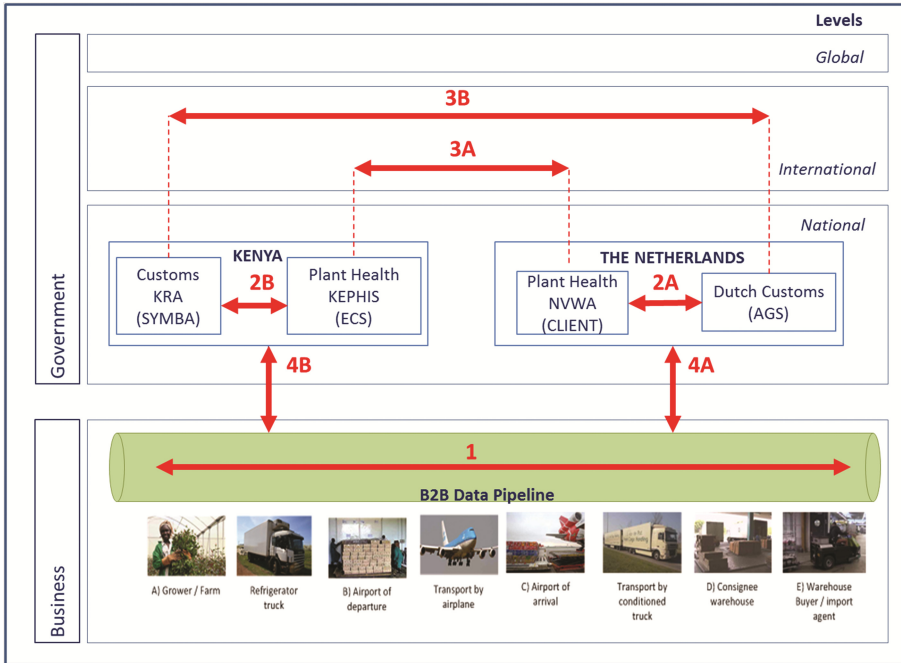 Levels
Global
3B
3A
International
National
Government
KENYA
Customs
KRA
(SYMBA)
2B
Plant Health
KEPHIS
(ECS)
THE NETHERLANDS
Plant Health
NVWA
(CLIENT)
2A
Dutch Customs
(AGS)
4B
4A
Business
1
B2B Data Pipeline
A) Grower / Farm
Refrigerator
truck
B) Airport of
departure
Transport by
airplane
C) Airport of
arrival
Transport by
conditioned
truck
D) Consignee
warehouse
E) Warehouse
Buyer / import
agent